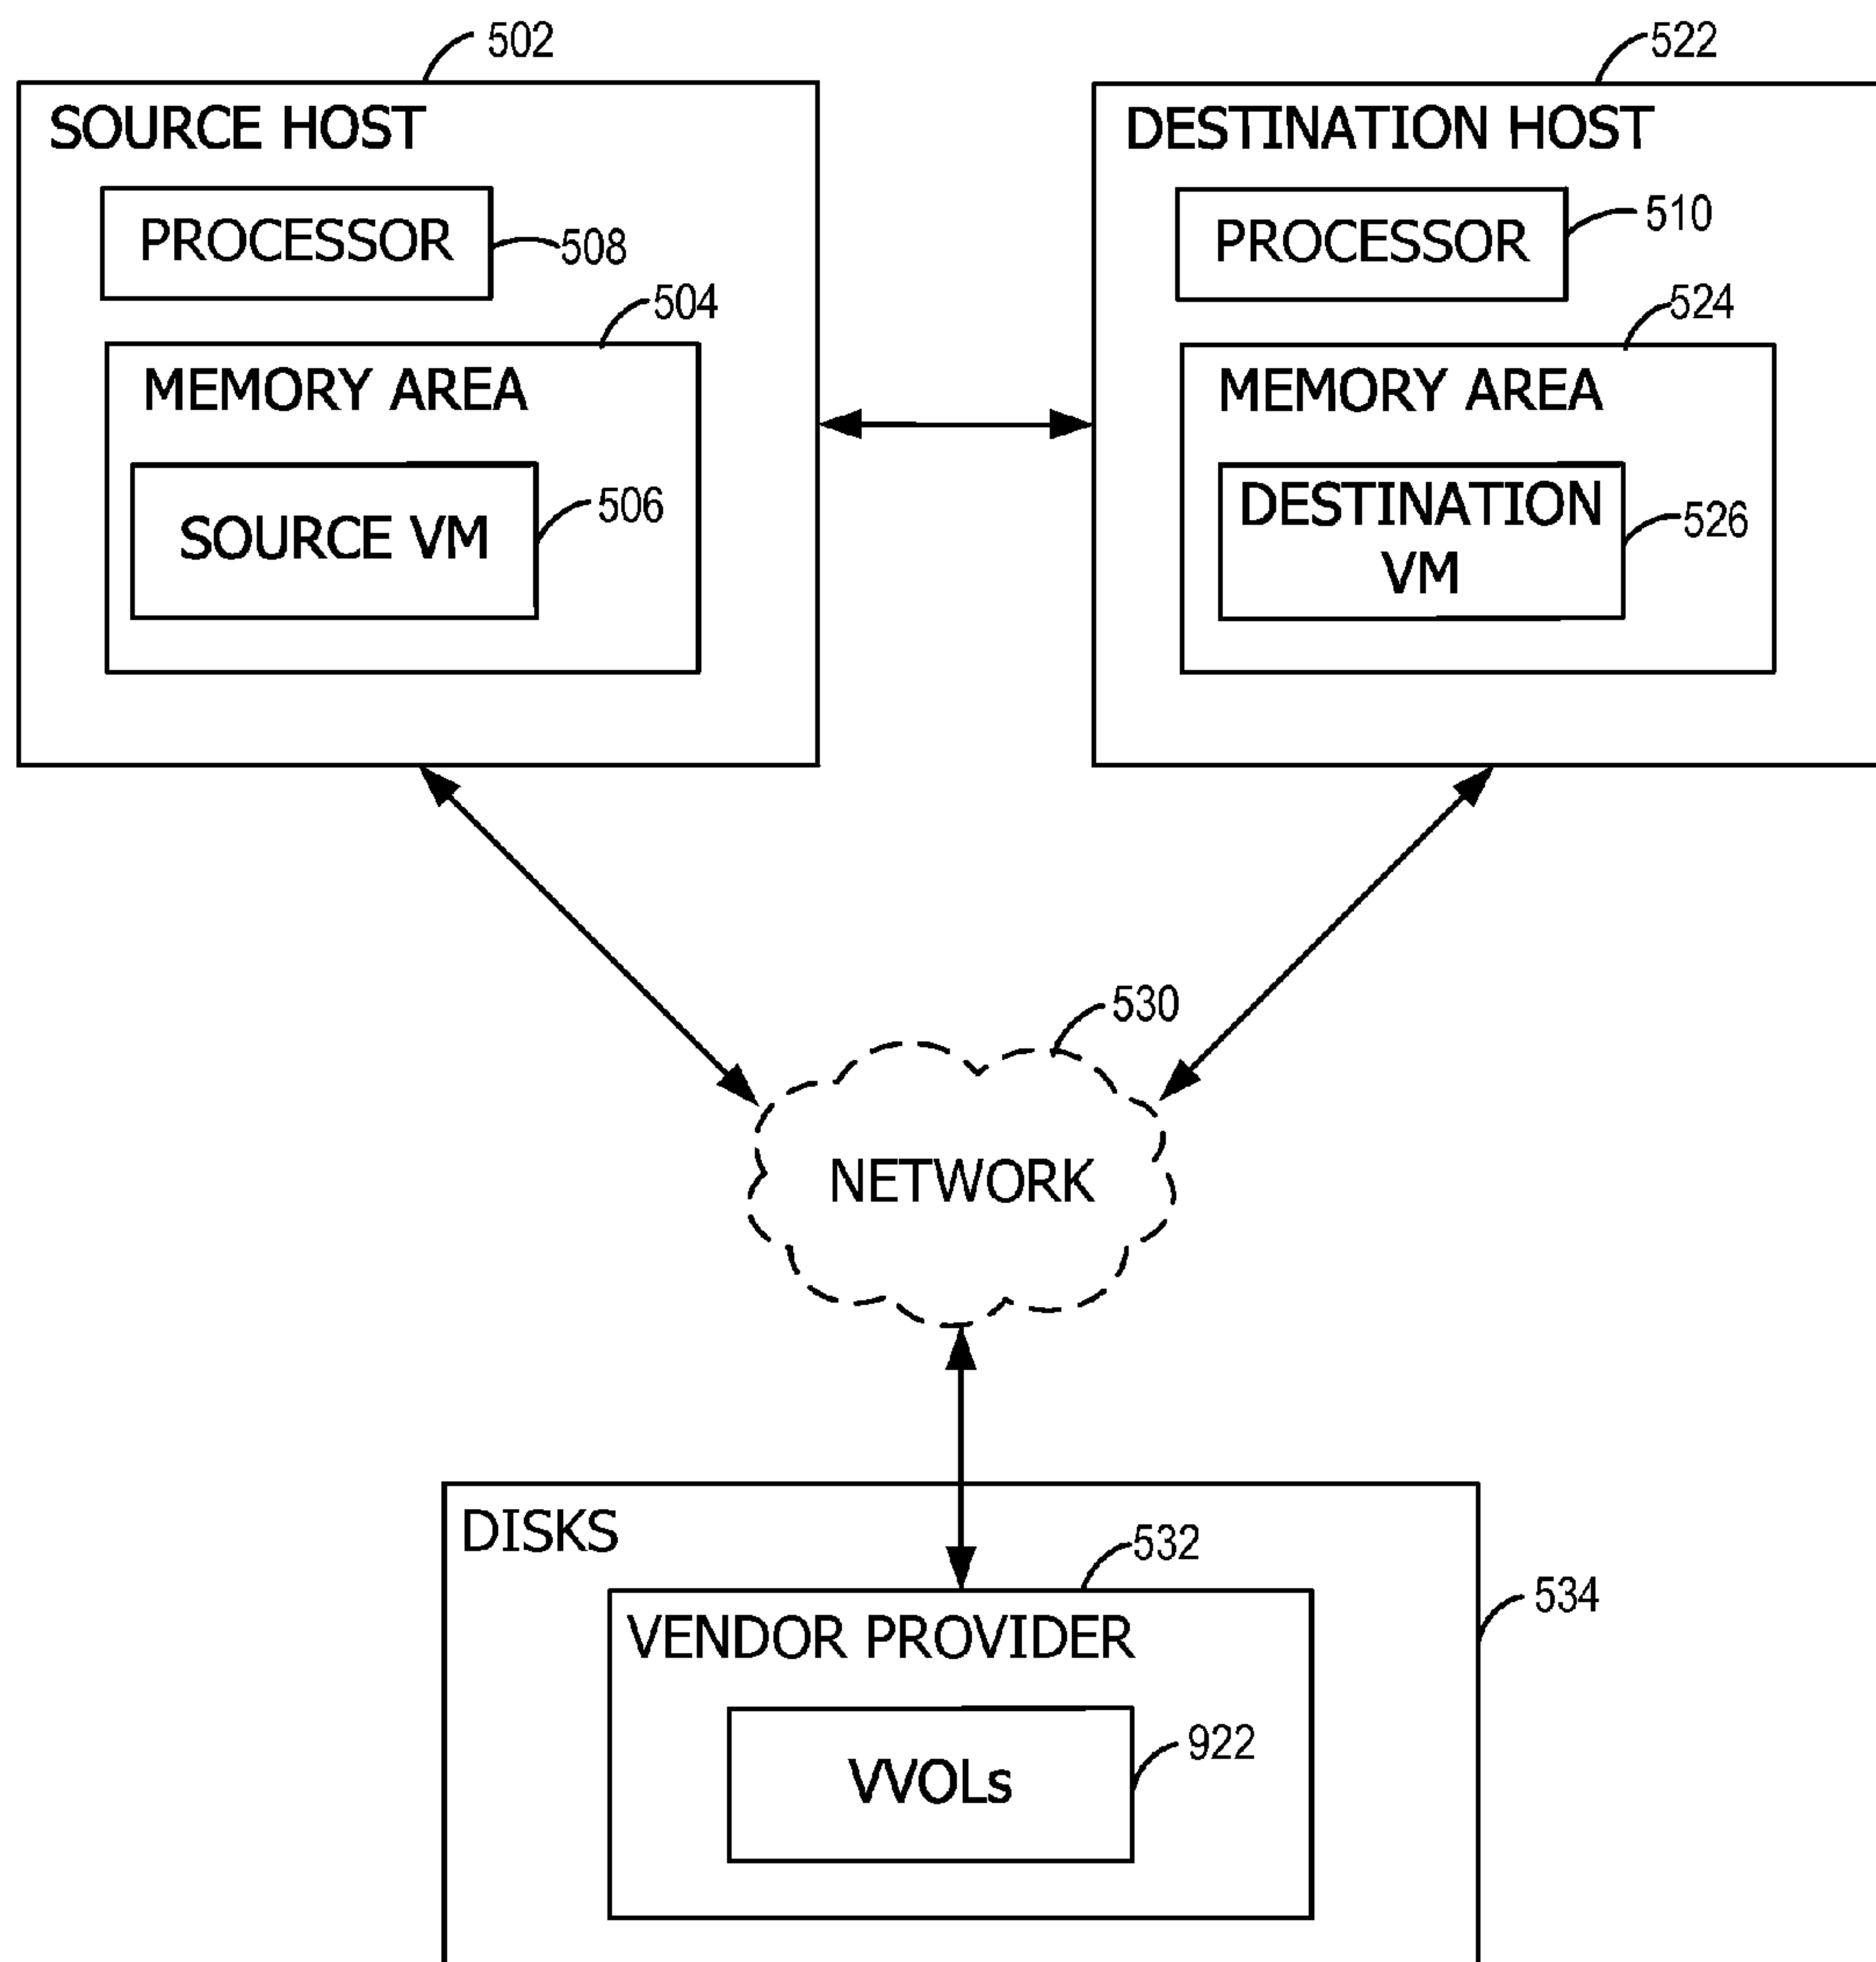 502
SOURCE HOST
PROCESSOR
508
504
MEMORY AREA
SOURCE VM
506
522
DESTINATION HOST
PROCESSOR
510
524
MEMORY AREA
DESTINATION
VM
526
530
NETWORK
DISKS
532
534
VENDOR PROVIDER
VVOLs
922